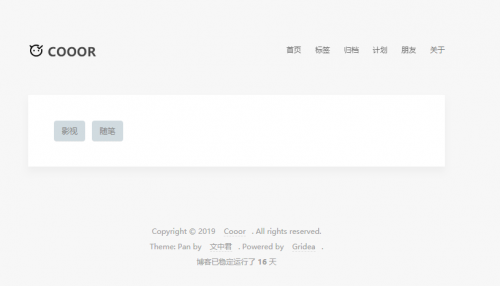 COOOR
首页 标签 归档 计划 朋友 关于
影视 随笔
Copyright © 2019 Cooor . All rights reserved.
Theme: Pan by 文中君 . Powered by Gridea .
博客已稳定运行了 16 天